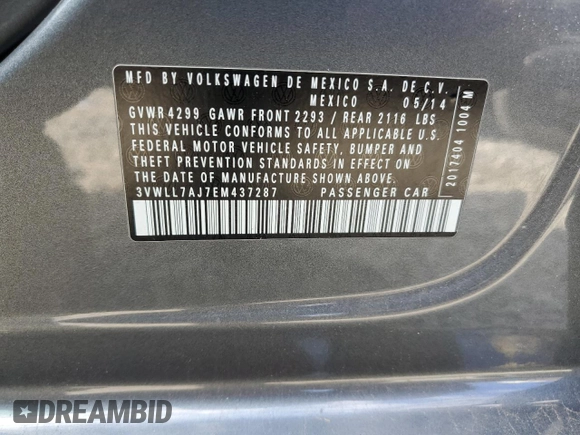 MFD BY VOLKSWAGEN DE MEXICO S.A. DE C.V.
MEXICO 05/14
GVWR 4299 GAWR FRONT 2293 / REAR 2116 LBS
THIS VEHICLE CONFORMS TO ALL APPLICABLE U.S.
FEDERAL MOTOR VEHICLE SAFETY, BUMPER AND
THEFT PREVENTION STANDARDS IN EFFECT ON
THE DATE OF MANUFACTURE SHOWN ABOVE.
3VWLL7AJ7EM437287 PASSENGER CAR
2017404 1004 M
DREAMBID